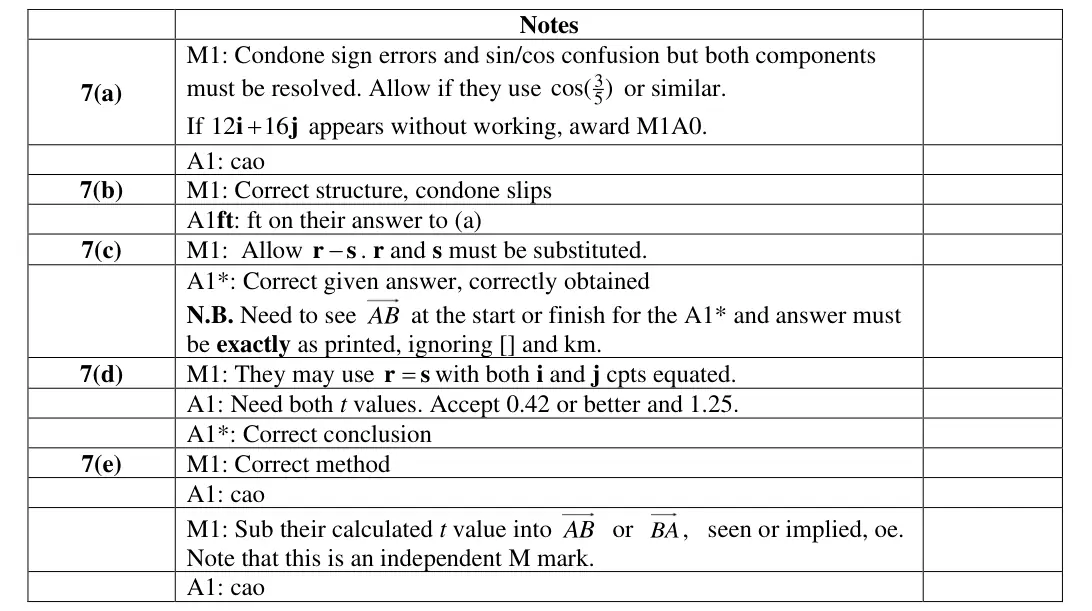 Notes
7(a)
M1: Condone sign errors and sin/cos confusion but both components
must be resolved. Allow if they use cos(3/5) or similar.
If 12i+16j appears without working, award M1A0.
A1: cao
7(b) M1: Correct structure, condone slips
A1ft: ft on their answer to (a)
7(c) M1: Allow r − s . r and s must be substituted.
A1*: Correct given answer, correctly obtained
N.B. Need to see AB at the start or finish for the A1* and answer must
be exactly as printed, ignoring [] and km.
7(d) M1: They may use r = s with both i and j cpts equated.
A1: Need both t values. Accept 0.42 or better and 1.25.
A1*: Correct conclusion
7(e) M1: Correct method
A1: cao
M1: Sub their calculated t value into AB or BA, seen or implied, oe.
Note that this is an independent M mark.
A1: cao